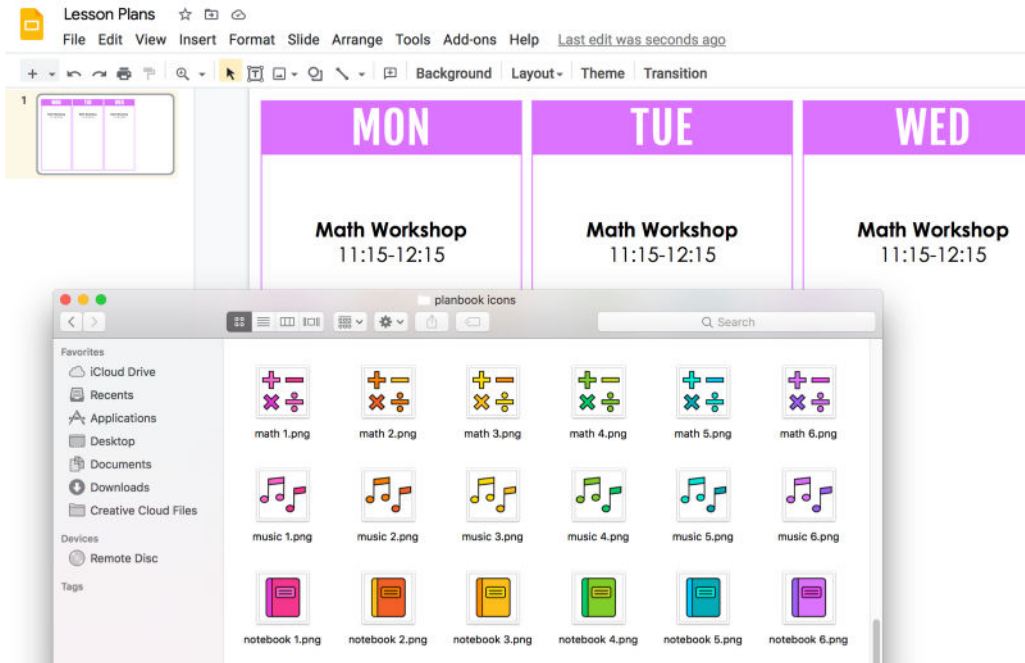 Lesson Plans
File Edit View Insert Format Slide Arrange Tools Add-ons Help Last edit was seconds ago
Background Layout Theme Transition
1
MON TUE WED
MON TUE WED
Math Workshop Math Workshop Math Workshop
11:15-12:15 11:15-12:15 11:15-12:15
planbook icons
Search
Favorites
iCloud Drive
Recents
Applications
Desktop
Documents
Downloads
Creative Cloud Files
Devices
Remote Disc
Tags
math 1.png math 2.png math 3.png math 4.png math 5.png math 6.png
music 1.png music 2.png music 3.png music 4.png music 5.png music 6.png
notebook 1.png notebook 2.png notebook 3.png notebook 4.png notebook 5.png notebook 6.png